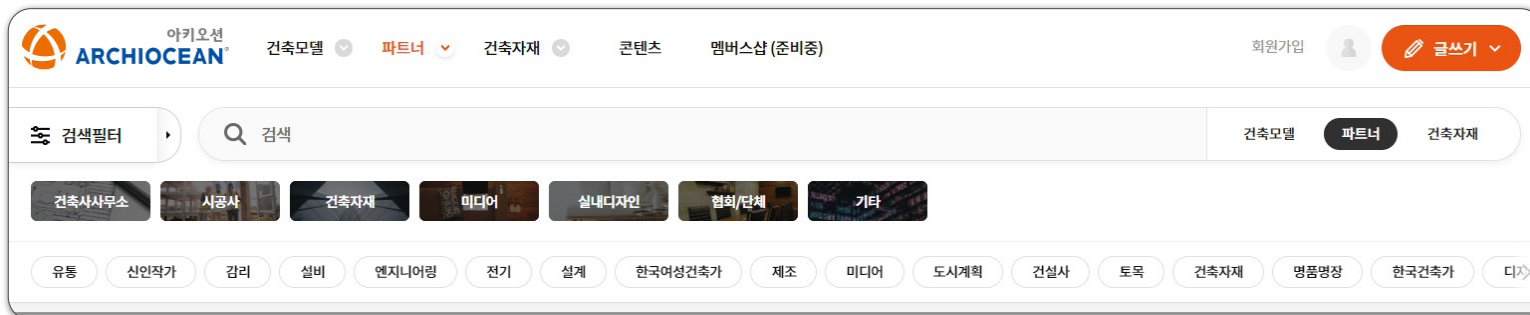 아키오션
ARCHIOCEAN®
건축모델 파트너 건축자재 콘텐츠 멤버스샵 (준비중) 회원가입 글쓰기
검색필터 검색 건축모델 파트너 건축자재
건축사사무소 시공사 건축자재 미디어 실내디자인 협회/단체 기타
유통 신인작가 감리 설비 엔지니어링 전기 설계 한국여성건축가 제조 미디어 도시계획 건설사 토목 건축자재 명품명장 한국건축가